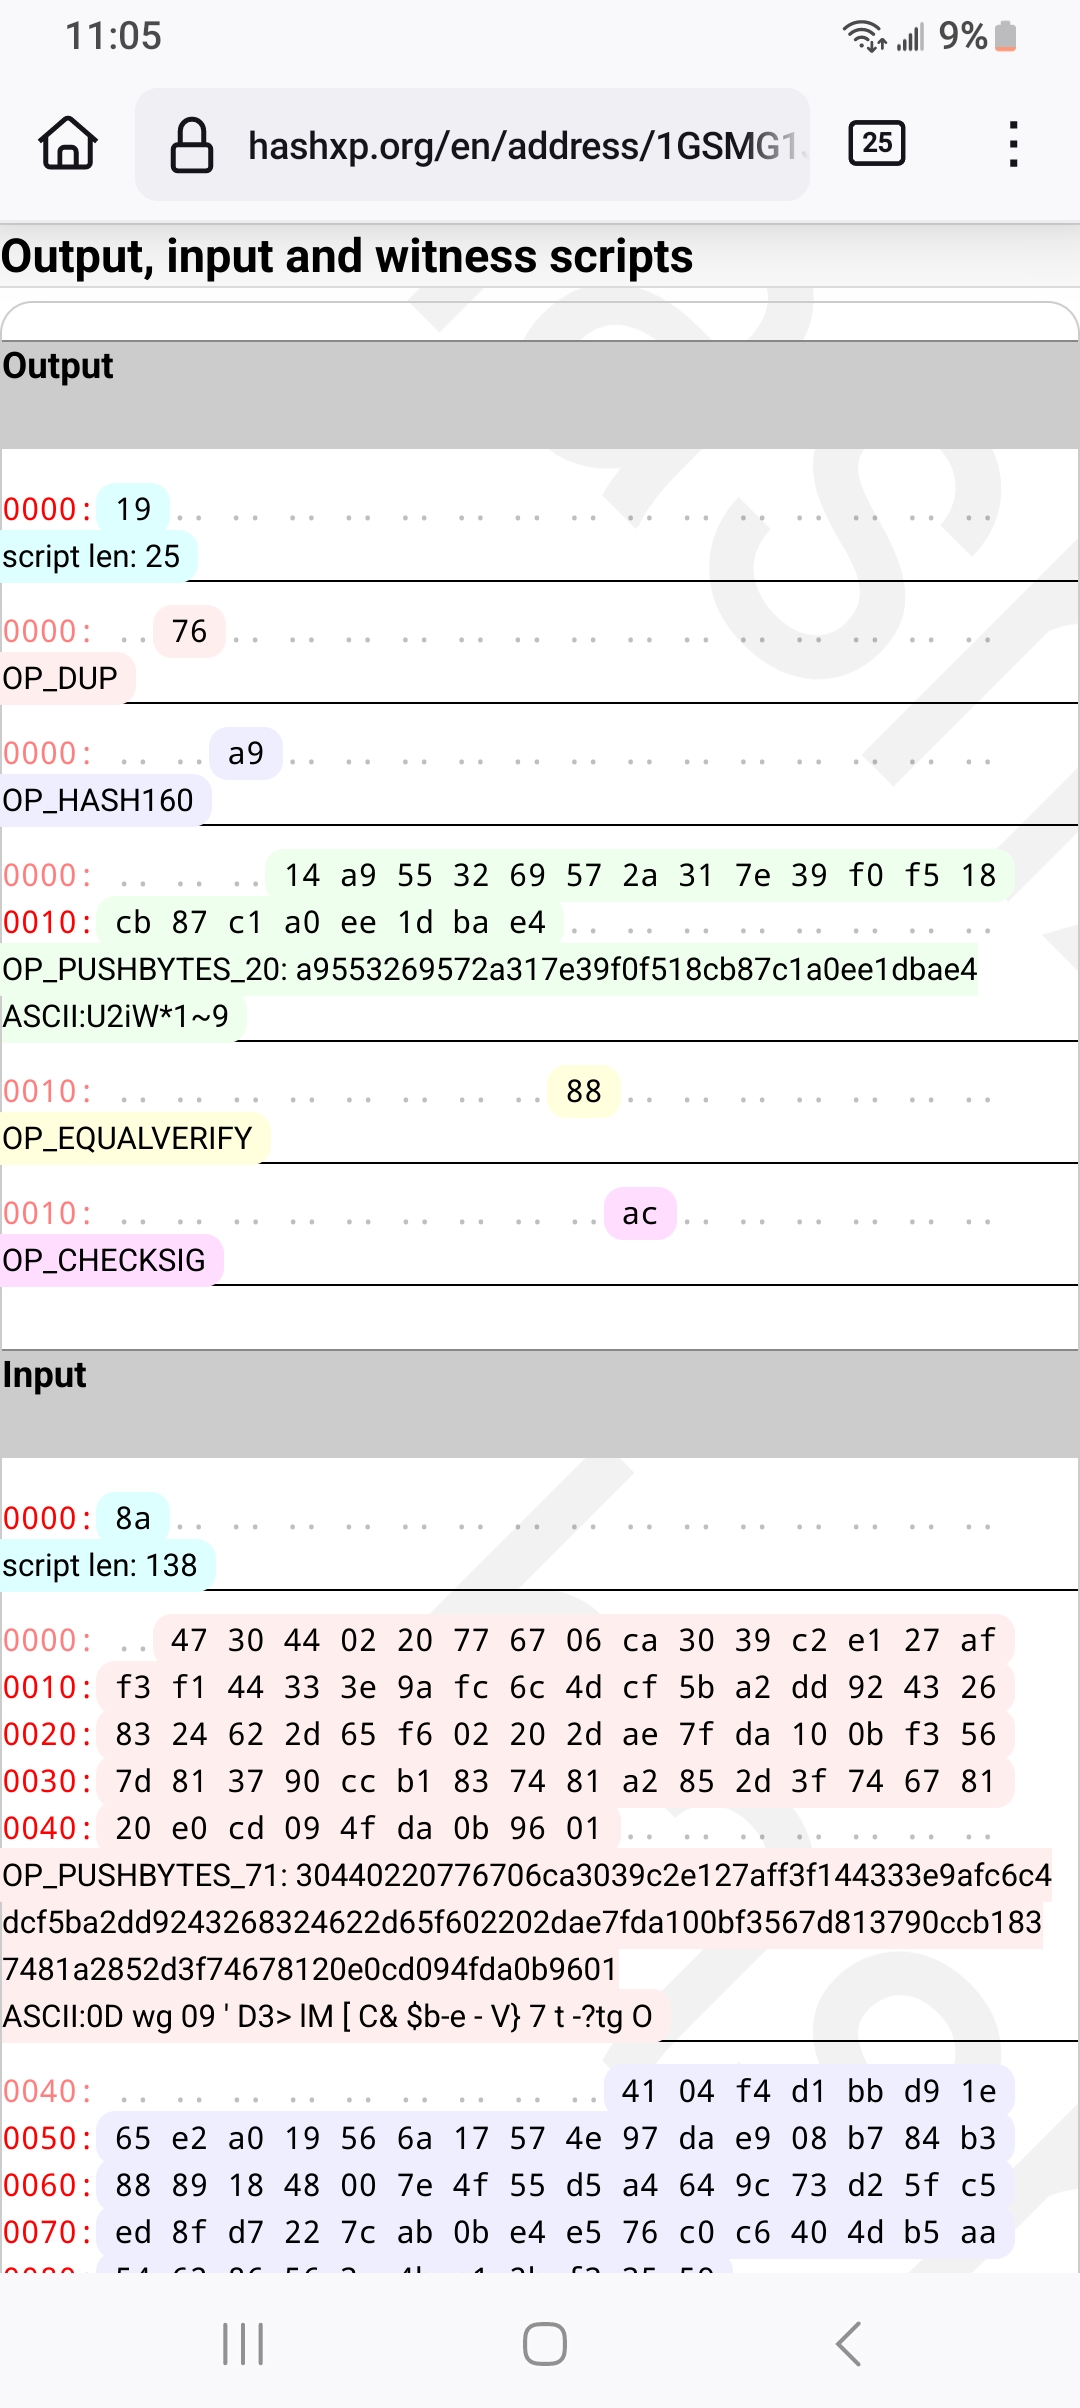 11:05
9%
hashxp.org/en/address/1GSMG1
25
Output, input and witness scripts
Output
0000: 19 .. .. .. .. .. .. .. .. .. .. .. .. .. .. ..
script len: 25
0000: .. 76 .. .. .. .. .. .. .. .. .. .. .. .. .. ..
OP_DUP
0000: .. .. a9 .. .. .. .. .. .. .. .. .. .. .. .. ..
OP_HASH160
0000: .. .. .. 14 a9 55 32 69 57 2a 31 7e 39 f0 f5 18
0010: cb 87 c1 a0 ee 1d ba e4 .. .. .. .. .. .. .. ..
OP_PUSHBYTES_20: a9553269572a317e39f0f518cb87c1a0ee1dbae4
ASCII:U2iW*1~9
0010: .. .. .. .. .. .. .. .. 88 .. .. .. .. .. .. ..
OP_EQUALVERIFY
0010: .. .. .. .. .. .. .. .. .. ac .. .. .. .. .. ..
OP_CHECKSIG
Input
0000: 8a .. .. .. .. .. .. .. .. .. .. .. .. .. .. ..
script len: 138
0000: .. 47 30 44 02 20 77 67 06 ca 30 39 c2 e1 27 af
0010: f3 f1 44 33 3e 9a fc 6c 4d cf 5b a2 dd 92 43 26
0020: 83 24 62 2d 65 f6 02 20 2d ae 7f da 10 0b f3 56
0030: 7d 81 37 90 cc b1 83 74 81 a2 85 2d 3f 74 67 81
0040: 20 e0 cd 09 4f da 0b 96 01 .. .. .. .. .. .. ..
OP_PUSHBYTES_71: 30440220776706ca3039c2e127aff3f144333e9afc6c4
dcf5ba2dd9243268324622d65f602202dae7fda100bf3567d813790ccb183
7481a2852d3f74678120e0cd094fda0b9601
ASCII:0D wg 09 ' D3> lM [ C& $b-e - V} 7 t -?tg O
0040: .. .. .. .. .. .. .. .. .. 41 04 f4 d1 bb d9 1e
0050: 65 e2 a0 19 56 6a 17 57 4e 97 da e9 08 b7 84 b3
0060: 88 89 18 48 00 7e 4f 55 d5 a4 64 9c 73 d2 5f c5
0070: ed 8f d7 22 7c ab 0b e4 e5 76 c0 c6 40 4d b5 aa